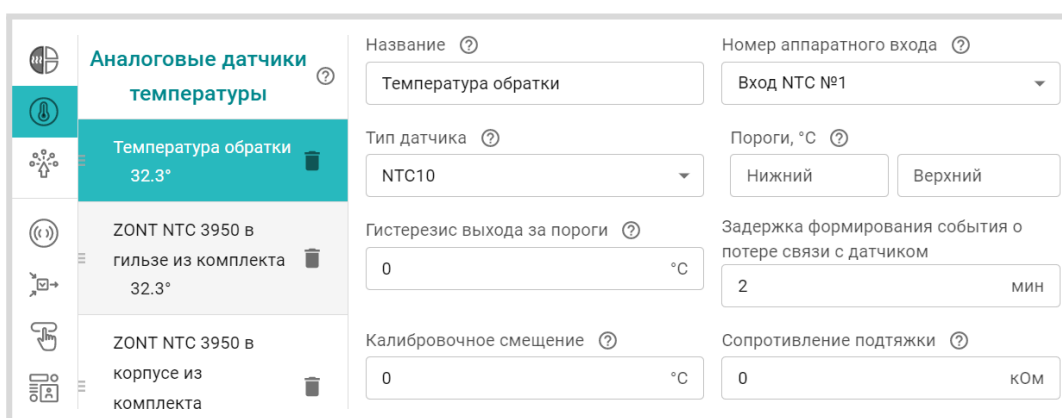 Аналоговые датчики
температуры
Температура обратки
32.3°
ZONT NTC 3950 в
гильзе из комплекта
32.3°
ZONT NTC 3950 в
корпусе из
комплекта
Название
Температура обратки
Номер аппаратного входа
Вход NTC №1
Тип датчика
NTC10
Пороги, °C
Нижний
Верхний
Гистерезис выхода за пороги
0 °C
Задержка формирования события о
потере связи с датчиком
2 мин
Калибровочное смещение
0 °C
Сопротивление подтяжки
0 кОм